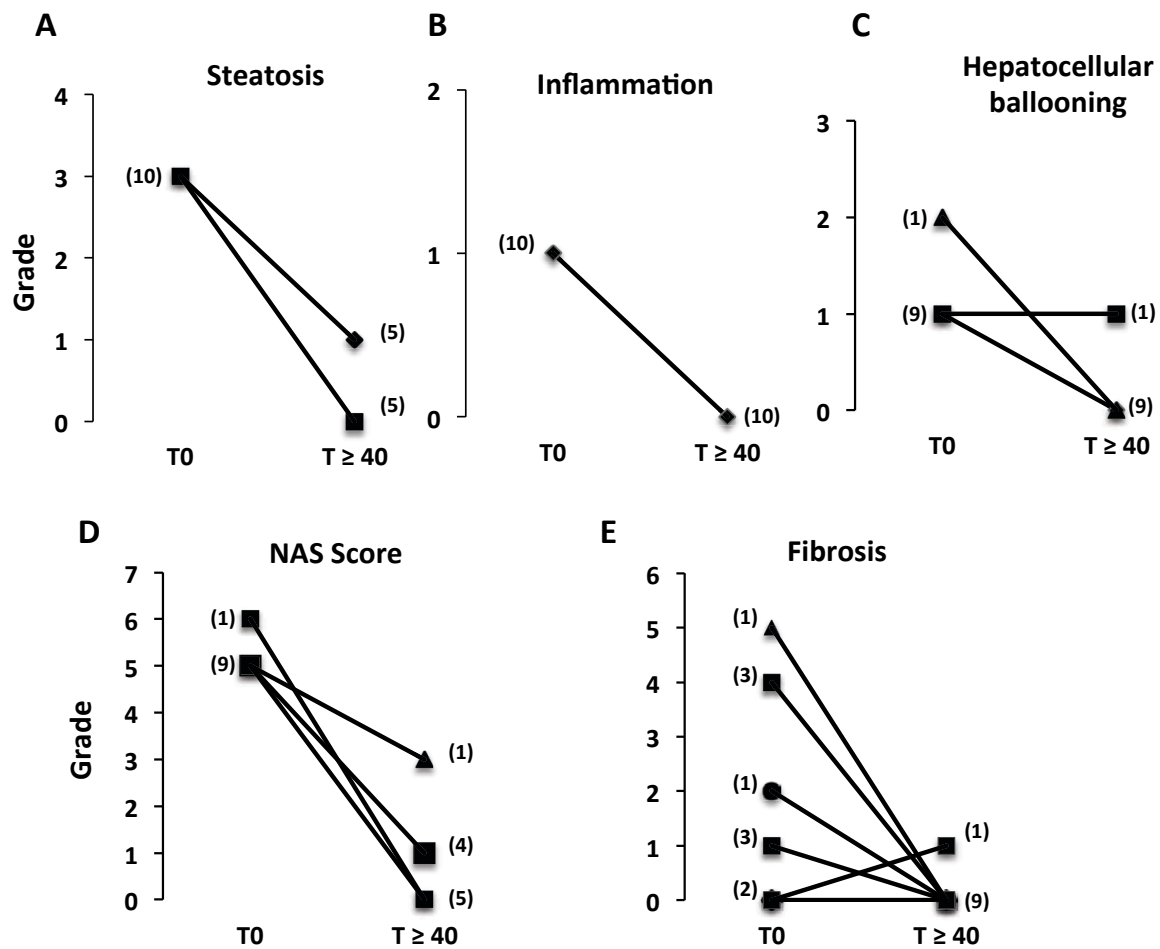 A
Steatosis
Grade
4
3
2
1
0
(10)
(5)
(5)
T0
T ≥ 40
B
Inflammation
2
1
0
(10)
(10)
T0
T ≥ 40
C
Hepatocellular
ballooning
3
2
1
0
(1)
(9)
(1)
(9)
T0
T ≥ 40
D
NAS Score
Grade
7
6
5
4
3
2
1
0
(1)
(9)
(1)
(4)
(5)
T0
T ≥ 40
E
Fibrosis
6
5
4
3
2
1
0
(1)
(3)
(1)
(3)
(2)
(1)
(9)
T0
T ≥ 40